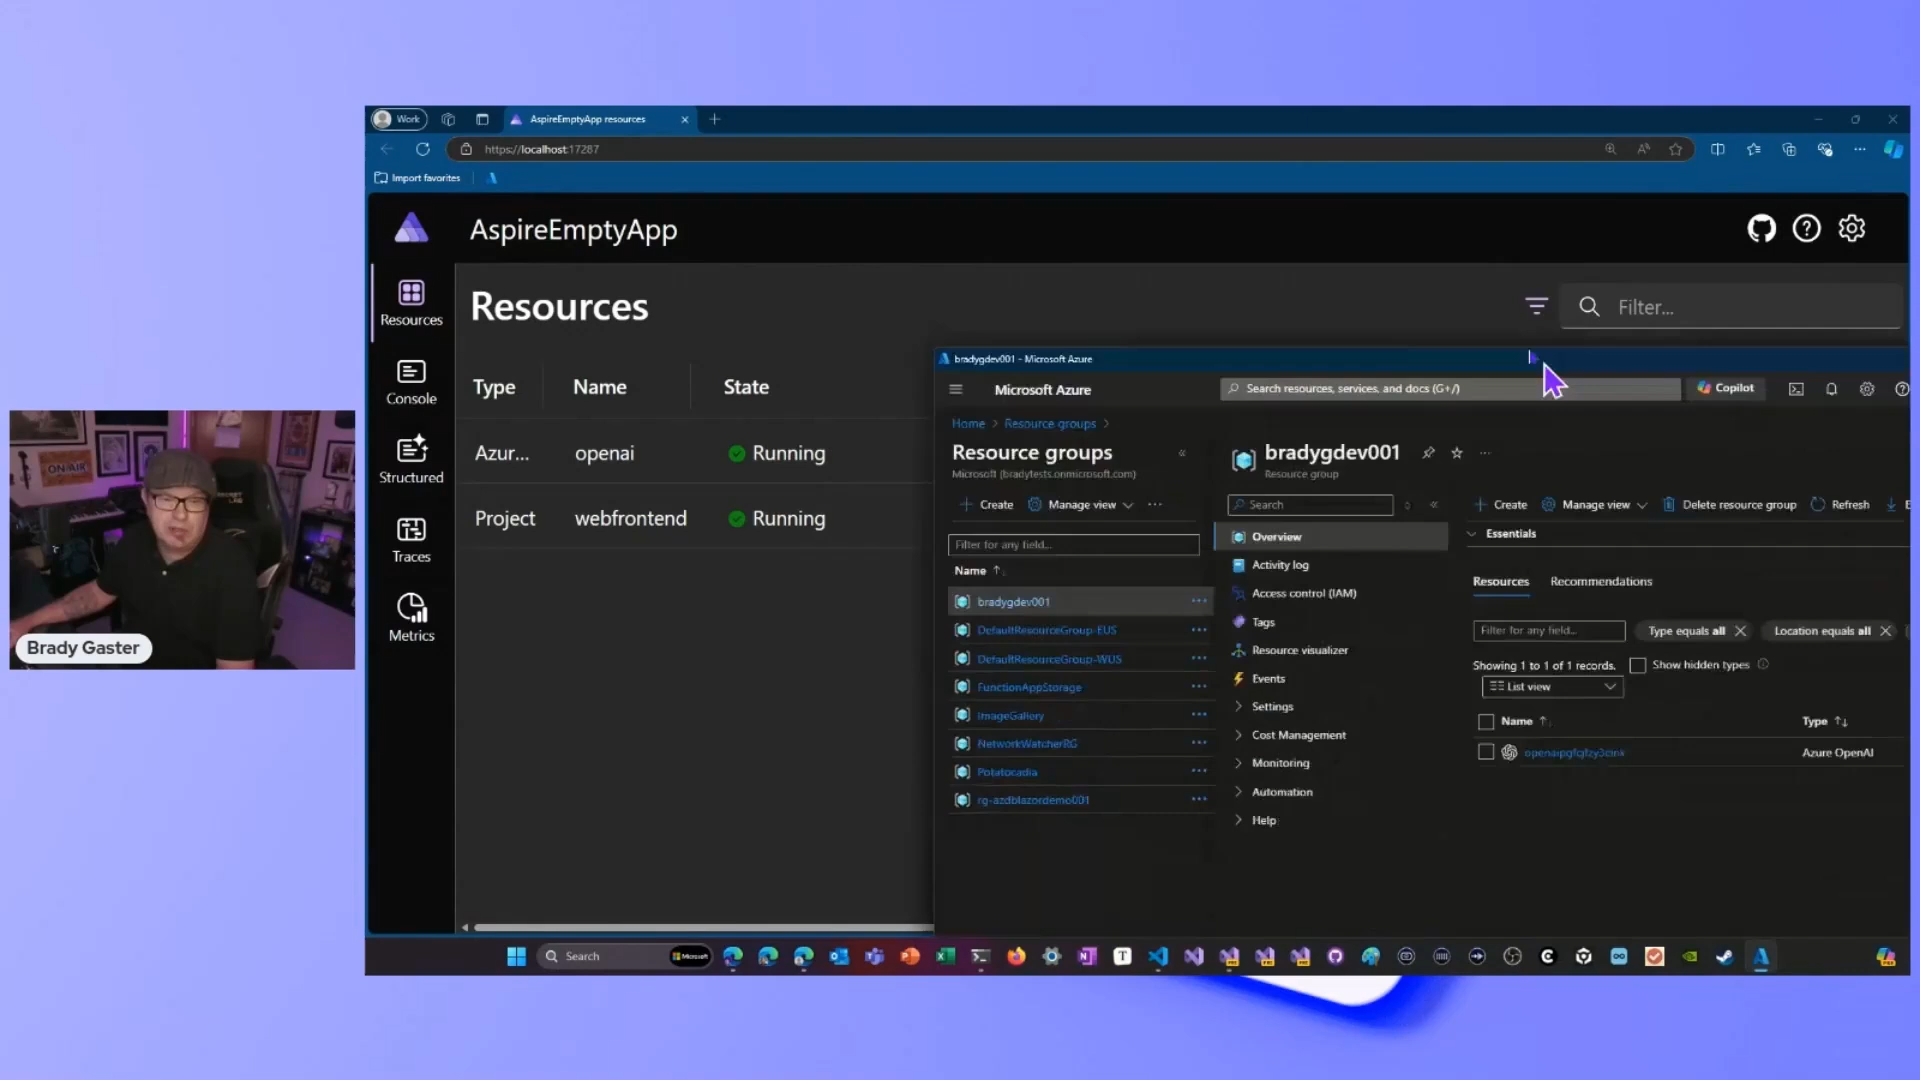 Work
AspireEmptyApp resources
https://localhost:17287
Import favorites
AspireEmptyApp
Resources
Console
Structured
Traces
Metrics
Resources
Filter...
Type
Name
State
Azur...
openai
Running
Project
webfrontend
Running
bradygdev001 - Microsoft Azure
Microsoft Azure
Search resources, services, and docs (G+/)
Copilot
Home > Resource groups >
Resource groups
Microsoft (bradytests.onmicrosoft.com)
Create
Manage view
Filter for any field...
Name
bradygdev001
DefaultResourceGroup-EUS
DefaultResourceGroup-WUS
FunctionAppStorage
ImageGallery
NetworkWatcherRG
Potatocadia
rg-azdblazordemo001
bradygdev001
Resource group
Search
Overview
Activity log
Access control (IAM)
Tags
Resource visualizer
Events
Settings
Cost Management
Monitoring
Automation
Help
Create
Manage view
Delete resource group
Refresh
Essentials
Resources
Recommendations
Filter for any field...
Type equals all
Location equals all
Showing 1 to 1 of 1 records.
Show hidden types
List view
Name
Type
Azure OpenAI
ON AIR
Brady Gaster
Search
Microsoft